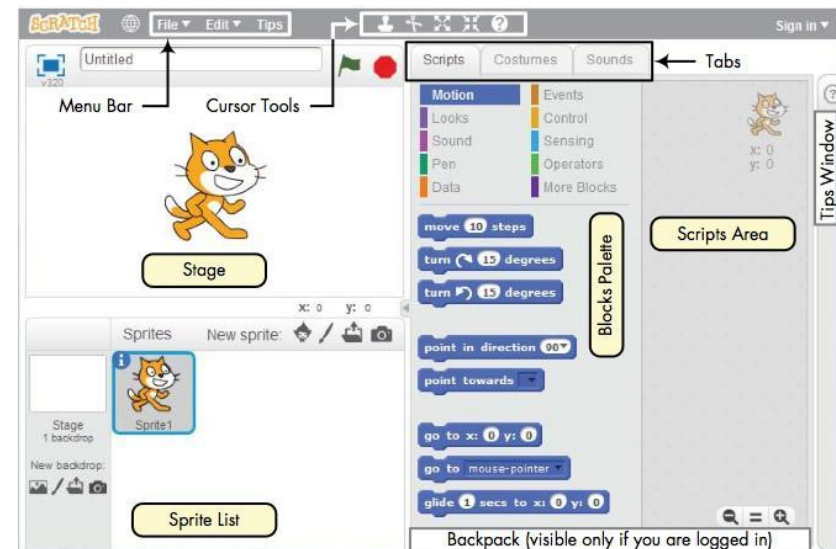 SCRATCH File Edit Tips
Sign in
Untitled
v320
Scripts Costumes Sounds
Tabs
Menu Bar
Cursor Tools
Motion Events
Looks Control
Sound Sensing
Pen Operators
Data More Blocks
x: 0
y: 0
Tips Window
move 10 steps
turn 15 degrees
turn 15 degrees
Blocks Palette
Scripts Area
Stage
x: 0 y: 0
Sprites New sprite:
point in direction 90
point towards
Stage
1 backdrop
Sprite1
New backdrop:
go to x: 0 y: 0
go to mouse-pointer
glide 1 secs to x: 0 y: 0
Sprite List
Backpack (visible only if you are logged in)